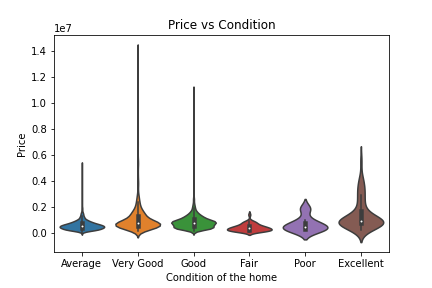 Price vs Condition
1e7
1.4
1.2
1.0
0.8
0.6
0.4
0.2
0.0
Price
Average Very Good Good Fair Poor Excellent
Condition of the home